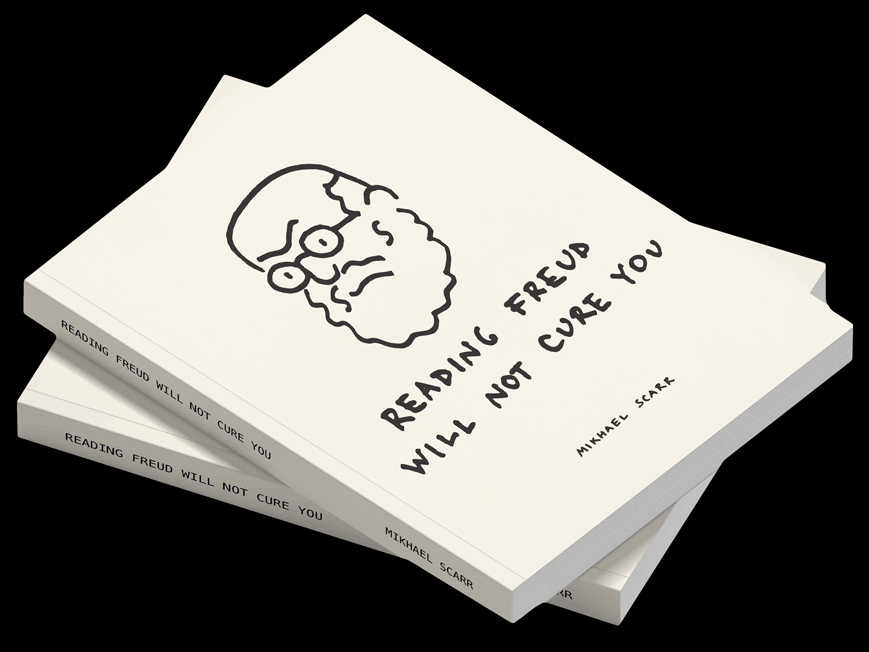 READING FREUD
WILL NOT CURE YOU
MIKHAEL SCARR
READING FREUD WILL NOT CURE YOU
MIKHAEL SCARR
READING FREUD WILL NOT CURE YOU
RR